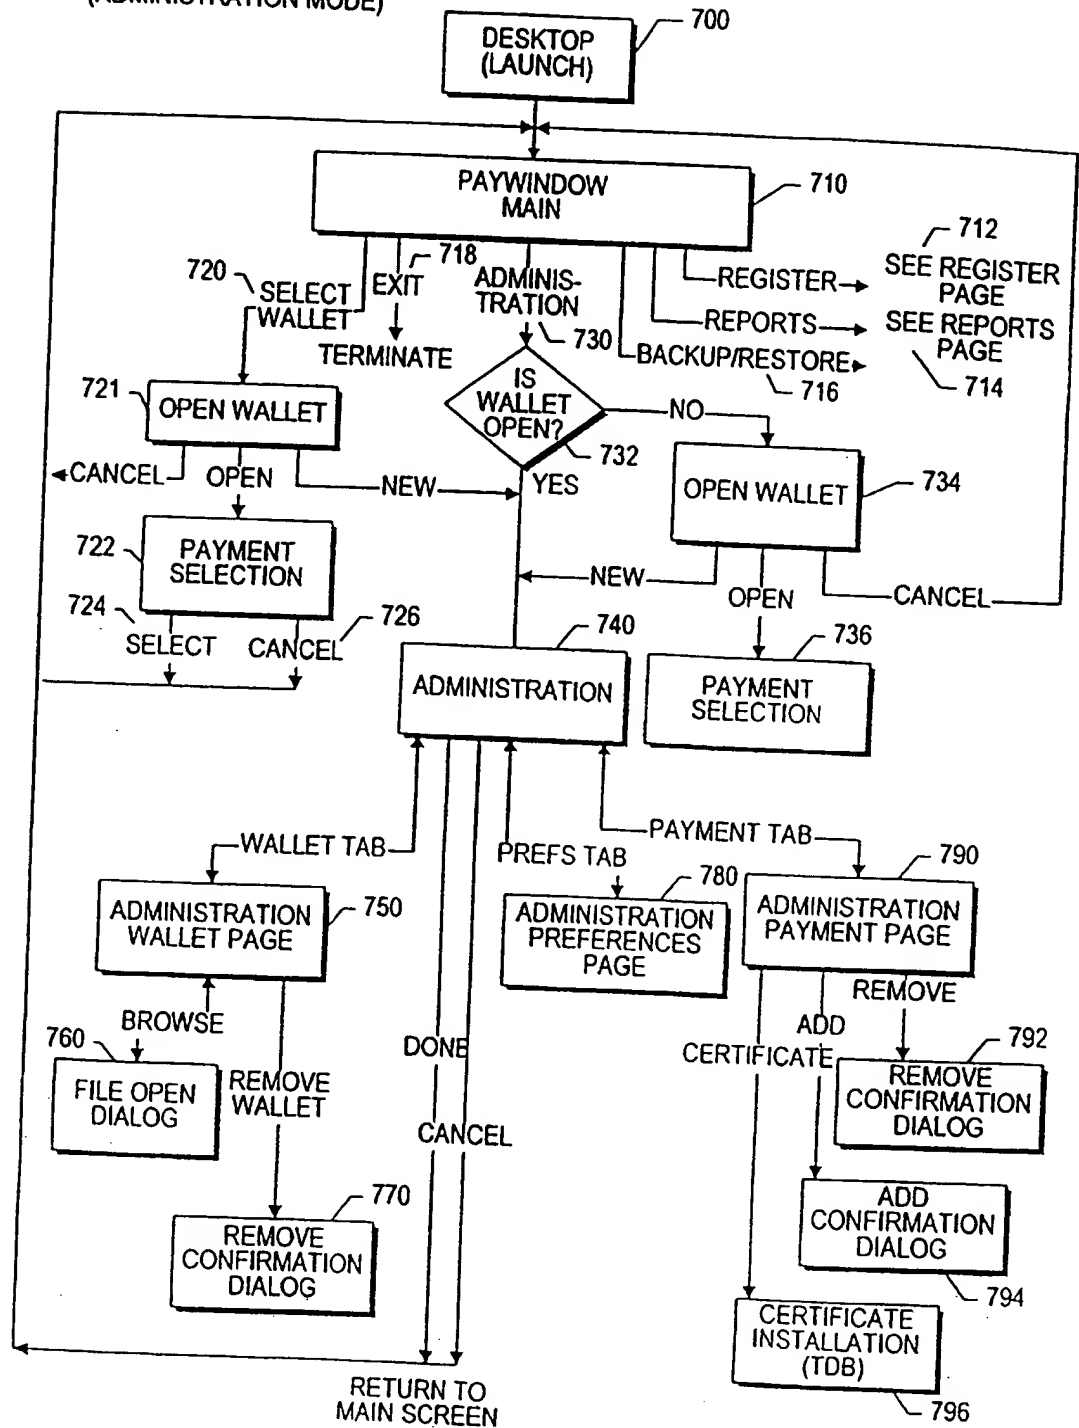 (ADMINISTRATION MODE)
700
DESKTOP
(LAUNCH)
PAYWINDOW
MAIN
710
712
SEE REGISTER
PAGE
718
720
SELECT
WALLET
EXIT
ADMINIS-
TRATION
REGISTER
REPORTS
SEE REPORTS
PAGE
730
TERMINATE
BACKUP/RESTORE
716
714
721
OPEN WALLET
IS
WALLET
OPEN?
NO
732
CANCEL
OPEN
NEW
YES
OPEN WALLET
734
722
PAYMENT
SELECTION
NEW
OPEN
CANCEL
724
SELECT
CANCEL
726
740
ADMINISTRATION
736
PAYMENT
SELECTION
WALLET TAB
PREFS TAB
PAYMENT TAB
790
780
ADMINISTRATION
WALLET PAGE
750
ADMINISTRATION
PREFERENCES
PAGE
ADMINISTRATION
PAYMENT PAGE
REMOVE
BROWSE
ADD
760
DONE
CERTIFICATE
792
FILE OPEN
DIALOG
REMOVE
WALLET
REMOVE
CONFIRMATION
DIALOG
CANCEL
770
REMOVE
CONFIRMATION
DIALOG
ADD
CONFIRMATION
DIALOG
794
CERTIFICATE
INSTALLATION
(TDB)
796
RETURN TO
MAIN SCREEN